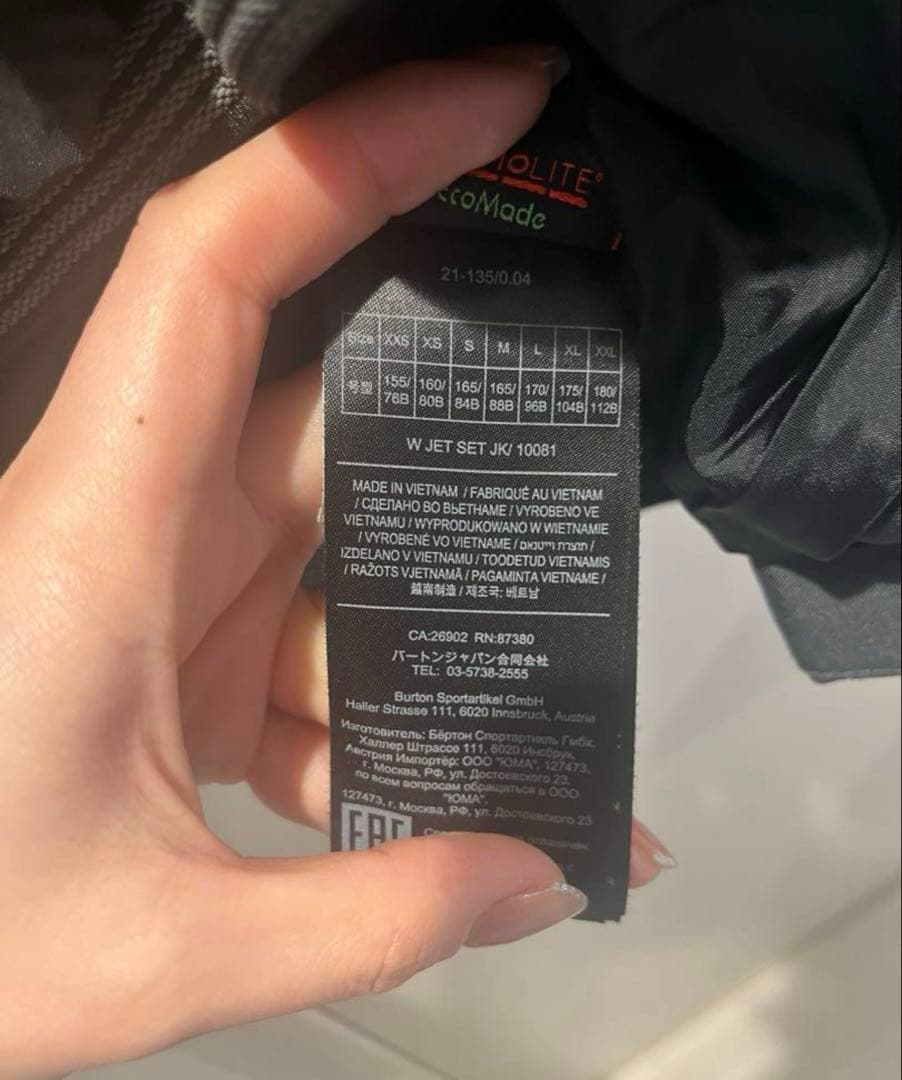 OLITE®
EcoMade
21-135/0.04
Size XXS XS S M L XL XXL
号型 155/76B 160/80B 165/84B 165/88B 170/96B 175/104B 180/112B
W JET SET JK/ 10081
MADE IN VIETNAM / FABRIQUÉ AU VIETNAM
/ СДЕЛАНО ВО ВЬЕТНАМЕ / VYROBENO VE
VIETNAMU / WYPRODUKOWANO W WIETNAMIE
/ VYROBENÉ VO VIETNAME / תוצרת וייטנאם /
IZDELANO V VIETNAMU / TOODETUD VIETNAMIS
/ RAŽOTS VJETNAMĀ / PAGAMINTA VIETNAME /
越南制造 / 제조국: 베트남
CA:26902 RN:87380
バートンジャパン合同会社
TEL: 03-5738-2555
Burton Sportartikel GmbH
Haller Strasse 111, 6020 Innsbruck, Austria
Изготовитель: Бёртон Спортартикль Гмбх,
Халлер Штрассе 111, 6020 Инсбрук,
Австрия Импортёр: ООО "ЮМА", 127473,
г. Москва, РФ, ул. Достоевского 23,
по всем вопросам обращаться в ООО
"ЮМА",
127473, г. Москва, РФ, ул. Достоевского 23
EAC